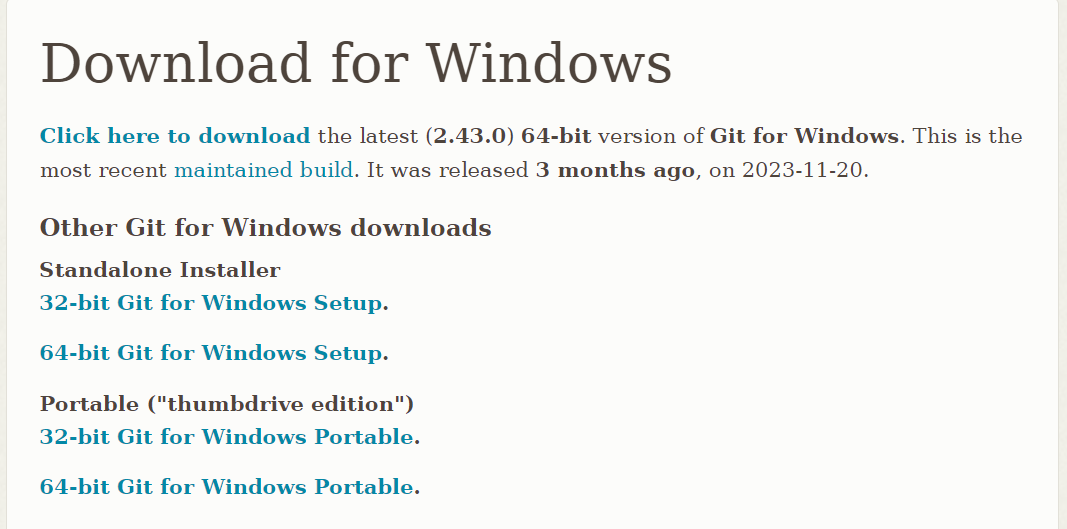 Download for Windows
Click here to download the latest (2.43.0) 64-bit version of Git for Windows. This is the
most recent maintained build. It was released 3 months ago, on 2023-11-20.
Other Git for Windows downloads
Standalone Installer
32-bit Git for Windows Setup.
64-bit Git for Windows Setup.
Portable ("thumbdrive edition")
32-bit Git for Windows Portable.
64-bit Git for Windows Portable.